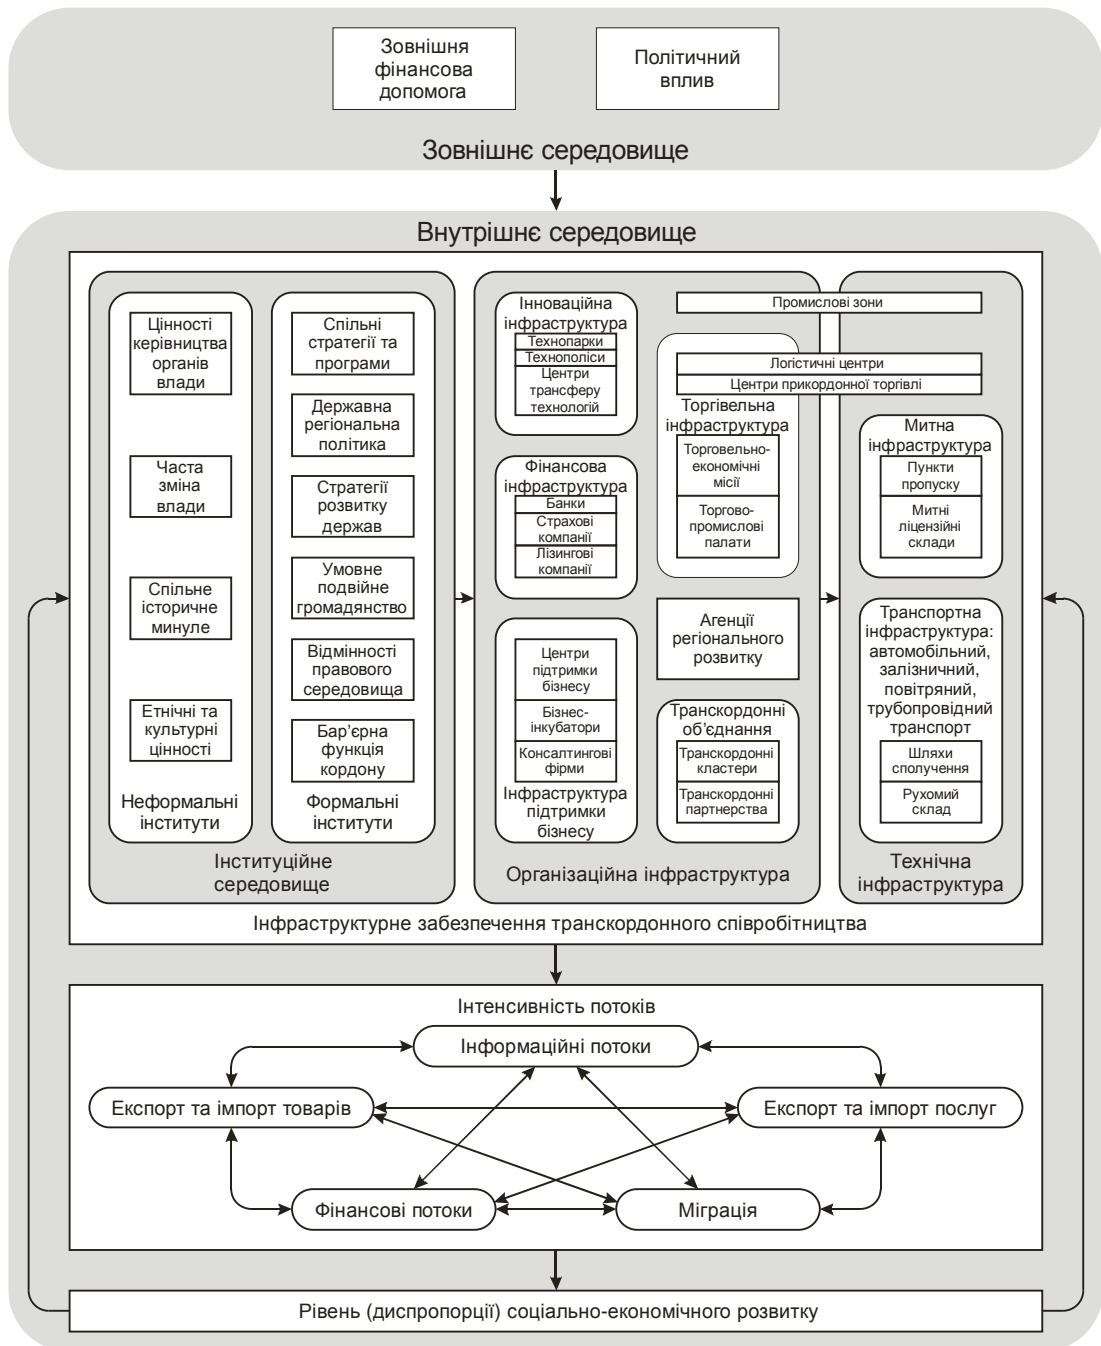 Зовнішня
фінансова
допомога
Політичний
вплив
Зовнішнє середовище
Внутрішнє середовище
Цінності
керівництва
органів
влади
Часта
зміна
влади
Спільне
історичне
минуле
Етнічні та
культурні
цінності
Неформальні
інститути
Спільні
стратегії та
програми
Державна
регіональна
політика
Стратегії
розвитку
держав
Умовне
подвійне
громадянство
Відмінності
правового
середовища
Бар’єрна
функція
кордону
Формальні
інститути
Інституційне
середовище
Інноваційна
інфраструктура
Технопарки
Технополіси
Центри
трансферу
технологій
Фінансова
інфраструктура
Банки
Страхові
компанії
Лізингові
компанії
Центри
підтримки
бізнесу
Бізнес-
інкубатори
Консалтингові
фірми
Інфраструктура
підтримки
бізнесу
Промислові зони
Логістичні центри
Центри прикордонної торгівлі
Торгівельна
інфраструктура
Торговельно-
економічні
місії
Торгово-
промислові
палати
Агенції
регіонального
розвитку
Транскордонні
об’єднання
Транскордонні
кластери
Транскордонні
партнерства
Організаційна інфраструктура
Митна
інфраструктура
Пункти
пропуску
Митні
ліцензійні
склади
Транспортна
інфраструктура:
автомобільний,
залізничний,
повітряний,
трубопровідний
транспорт
Шляхи
сполучення
Рухомий
склад
Технічна
інфраструктура
Інфраструктурне забезпечення транскордонного співробітництва
Інтенсивність потоків
Інформаційні потоки
Експорт та імпорт товарів
Експорт та імпорт послуг
Фінансові потоки
Міграція
Рівень (диспропорції) соціально-економічного розвитку